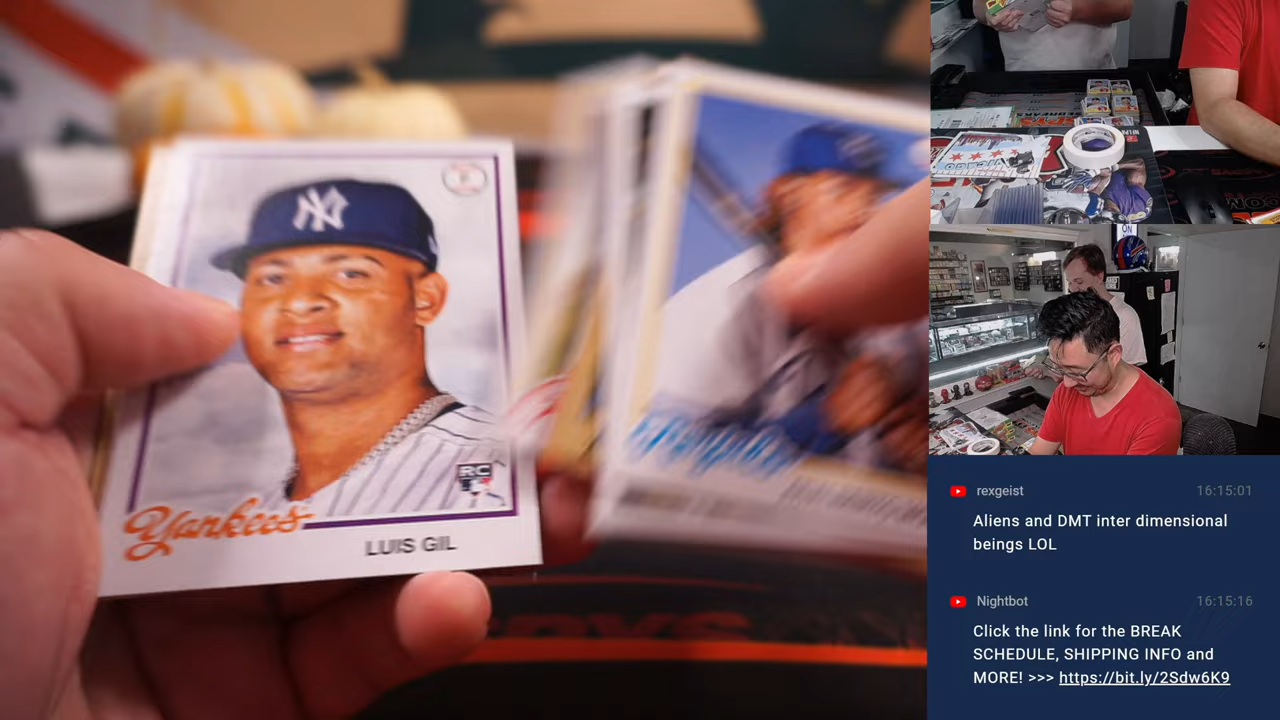 NY
RC
Yankees
LUIS GIL
ON
rexgeist
16:15:01
Aliens and DMT inter dimensional
beings LOL
Nightbot
16:15:16
Click the link for the BREAK
SCHEDULE, SHIPPING INFO and
MORE! >>> https://bit.ly/2Sdw6K9